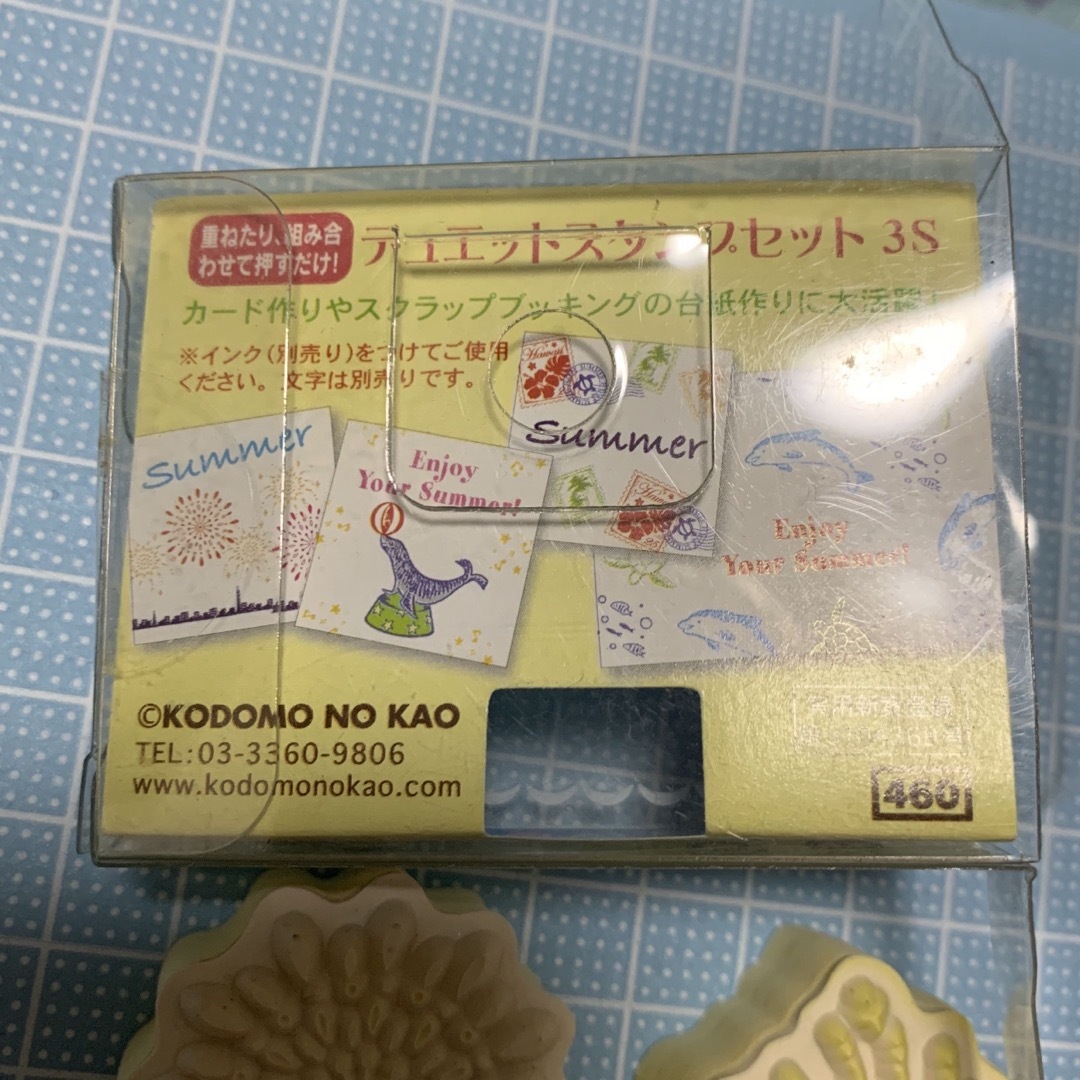 重ねたり、組み合
わせて押すだけ!
デュエットスタンプセット 3S
カード作りやスクラップブッキングの台紙作りに大活躍!
※インク(別売り)をつけてご使用
ください。文字は別売りです。
Hawaii
Summer
Summer
Enjoy
Your Summer!
Hawaii
Enjoy
Your Summer!
©KODOMO NO KAO
TEL:03-3360-9806
www.kodomonokao.com
460